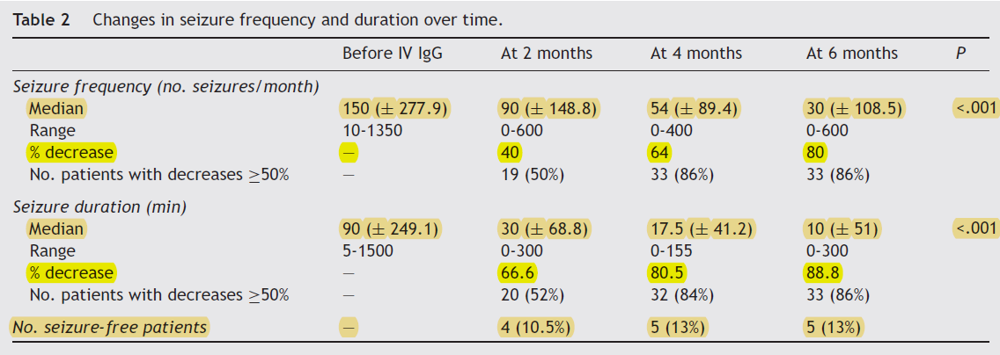 Table 2 Changes in seizure frequency and duration over time.
Before IV IgG At 2 months At 4 months At 6 months P
Seizure frequency (no. seizures/month)
Median 150 (± 277.9) 90 (± 148.8) 54 (± 89.4) 30 (± 108.5) <.001
Range 10-1350 0-600 0-400 0-600
% decrease — 40 64 80
No. patients with decreases ≥50% — 19 (50%) 33 (86%) 33 (86%)
Seizure duration (min)
Median 90 (± 249.1) 30 (± 68.8) 17.5 (± 41.2) 10 (± 51) <.001
Range 5-1500 0-300 0-155 0-300
% decrease — 66.6 80.5 88.8
No. patients with decreases ≥50% — 20 (52%) 32 (84%) 33 (86%)
No. seizure-free patients — 4 (10.5%) 5 (13%) 5 (13%)